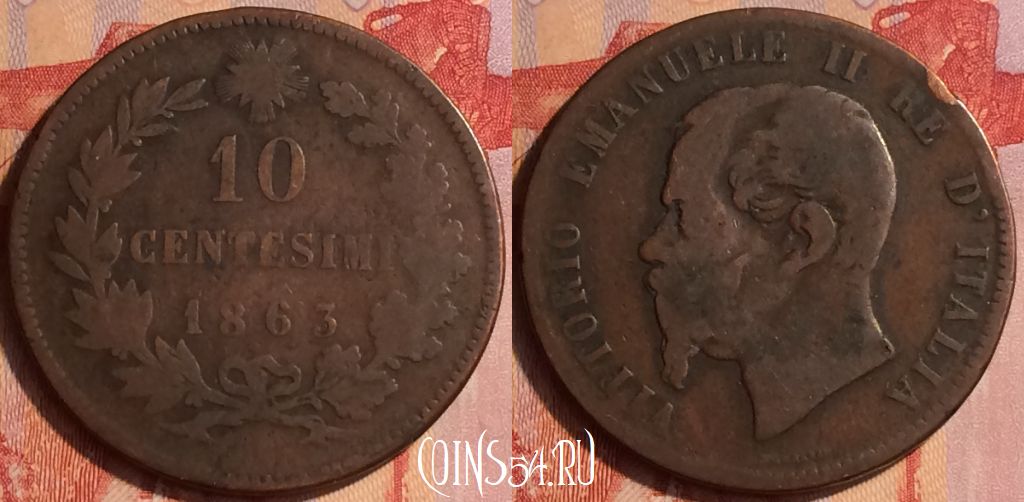 10
CENTESIMI
1863
VITTORIO EMANUELE II RE D'ITALIA
COINS54.RU